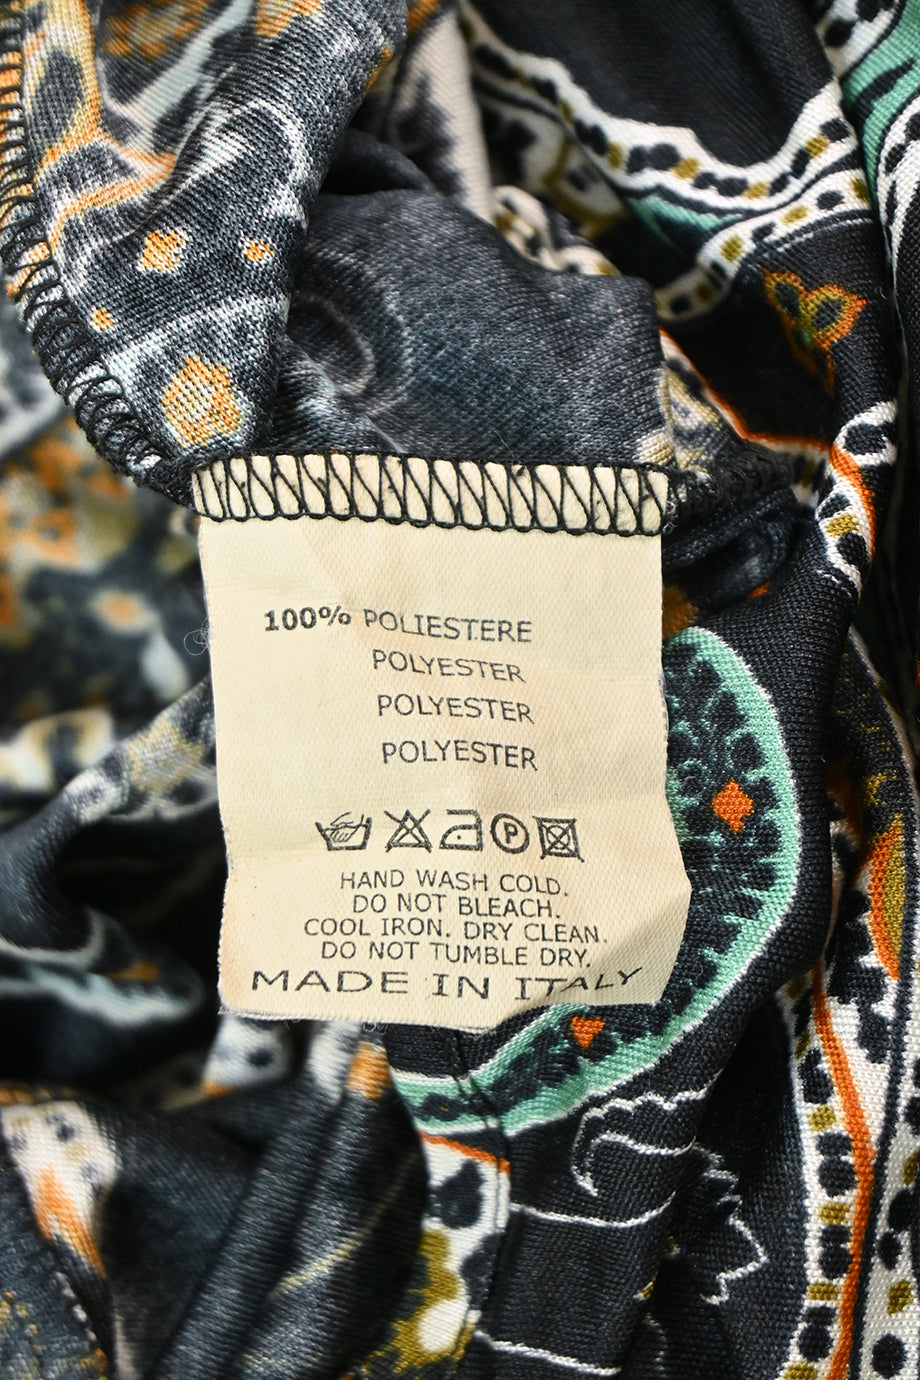 100% POLIESTERE
POLYESTER
POLYESTER
POLYESTER
P
HAND WASH COLD.
DO NOT BLEACH.
COOL IRON. DRY CLEAN.
DO NOT TUMBLE DRY.
MADE IN ITALY